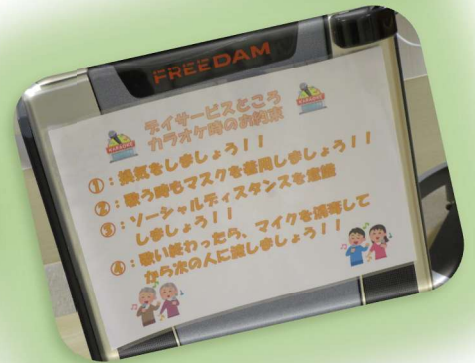 FREEDAM
デイサービスところ
カラオケ時のお約束
KARAOKE
KARAOKE
①：換気をしましょう！！
②：歌う時もマスクを着用しましょう！！
③：ソーシャルディスタンスを意識
しましょう！！
④：歌い終わったら、マイクを消毒して
から次の人に渡しましょう！！